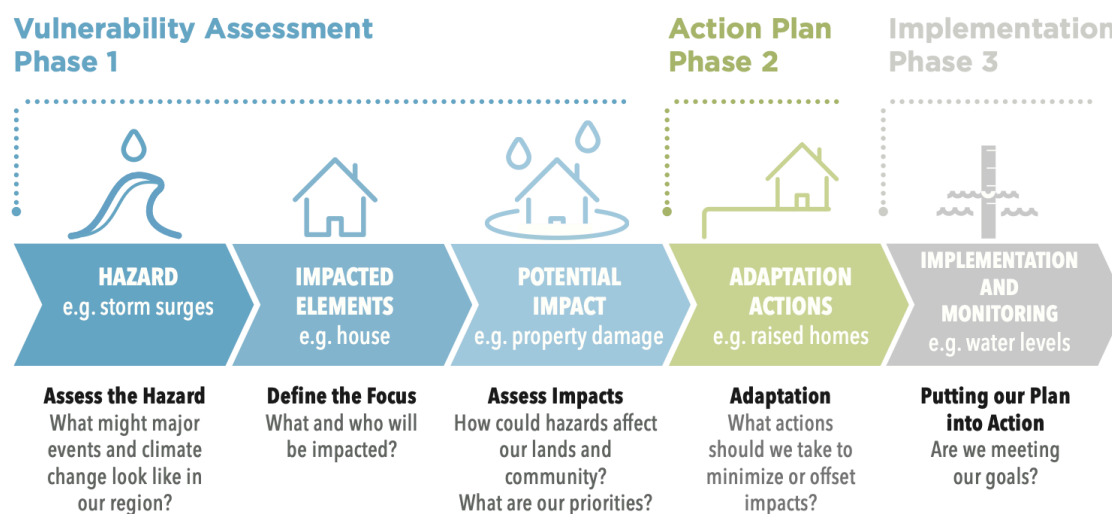 Vulnerability Assessment
Phase 1
Action Plan
Phase 2
Implementation
Phase 3
HAZARD
e.g. storm surges
IMPACTED
ELEMENTS
e.g. house
POTENTIAL
IMPACT
e.g. property damage
ADAPTATION
ACTIONS
e.g. raised homes
IMPLEMENTATION
AND
MONITORING
e.g. water levels
Assess the Hazard
What might major
events and climate
change look like in
our region?
Define the Focus
What and who will
be impacted?
Assess Impacts
How could hazards affect
our lands and
community?
What are our priorities?
Adaptation
What actions
should we take to
minimize or offset
impacts?
Putting our Plan
into Action
Are we meeting
our goals?